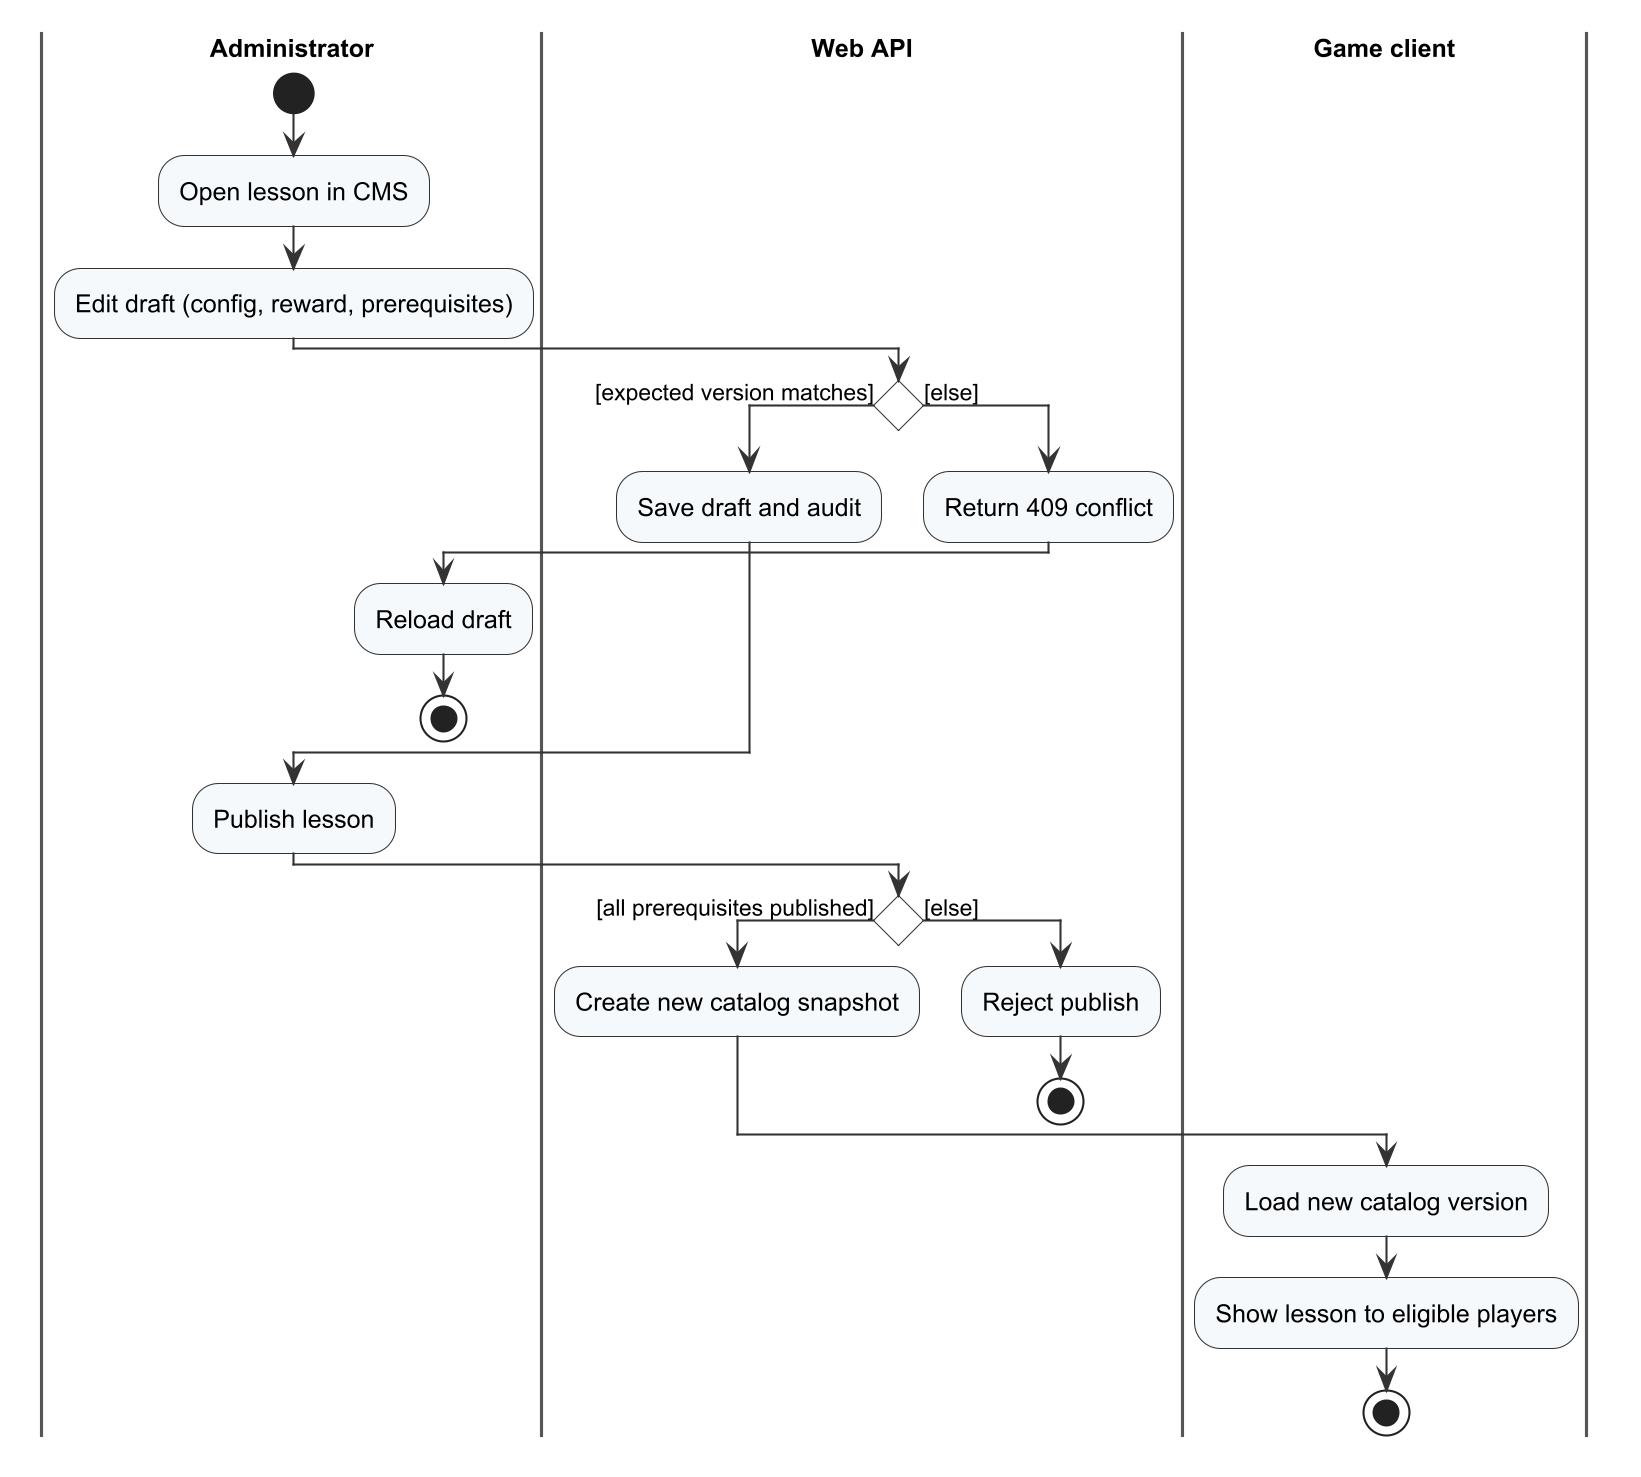 Administrator
Web API
Game client
Open lesson in CMS
Edit draft (config, reward, prerequisites)
[expected version matches]
[else]
Save draft and audit
Return 409 conflict
Reload draft
Publish lesson
[all prerequisites published]
[else]
Create new catalog snapshot
Reject publish
Load new catalog version
Show lesson to eligible players